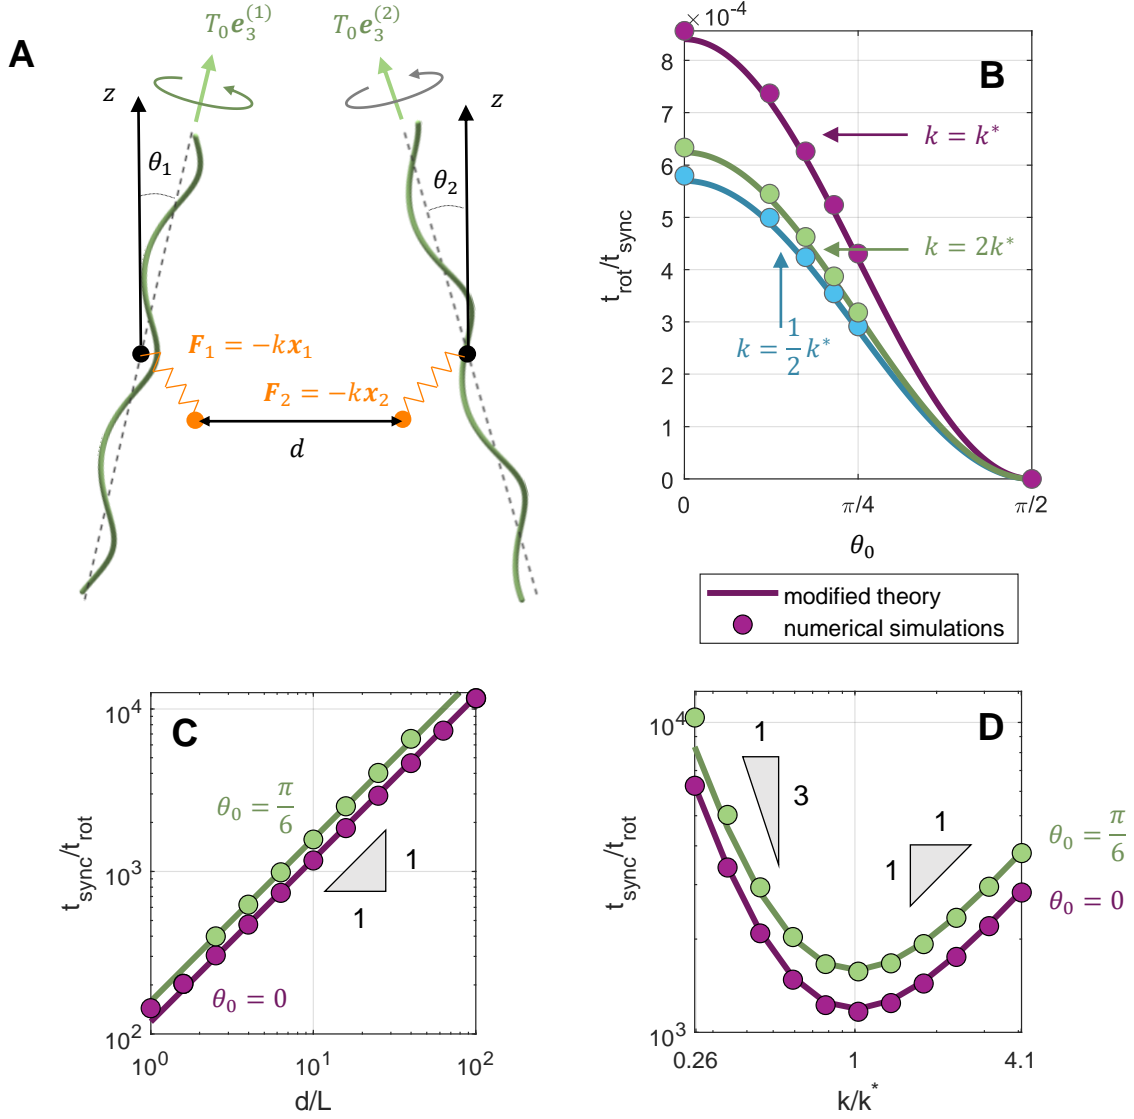 A
T₀e₃⁽¹⁾
T₀e₃⁽²⁾
z
z
θ₁
θ₂
F₁ = −kx₁
F₂ = −kx₂
d
B
×10⁻⁴
8
7
6
5
4
3
2
1
0
t_rot/t_sync
k = k*
k = 2k*
k = 1/2 k*
0
π/4
π/2
θ₀
modified theory
numerical simulations
C
10⁴
10³
10²
t_sync/t_rot
θ₀ = π/6
θ₀ = 0
1
1
10⁰
10¹
10²
d/L
D
10⁴
10³
t_sync/t_rot
1
3
1
1
θ₀ = π/6
θ₀ = 0
0.26
1
4.1
k/k*